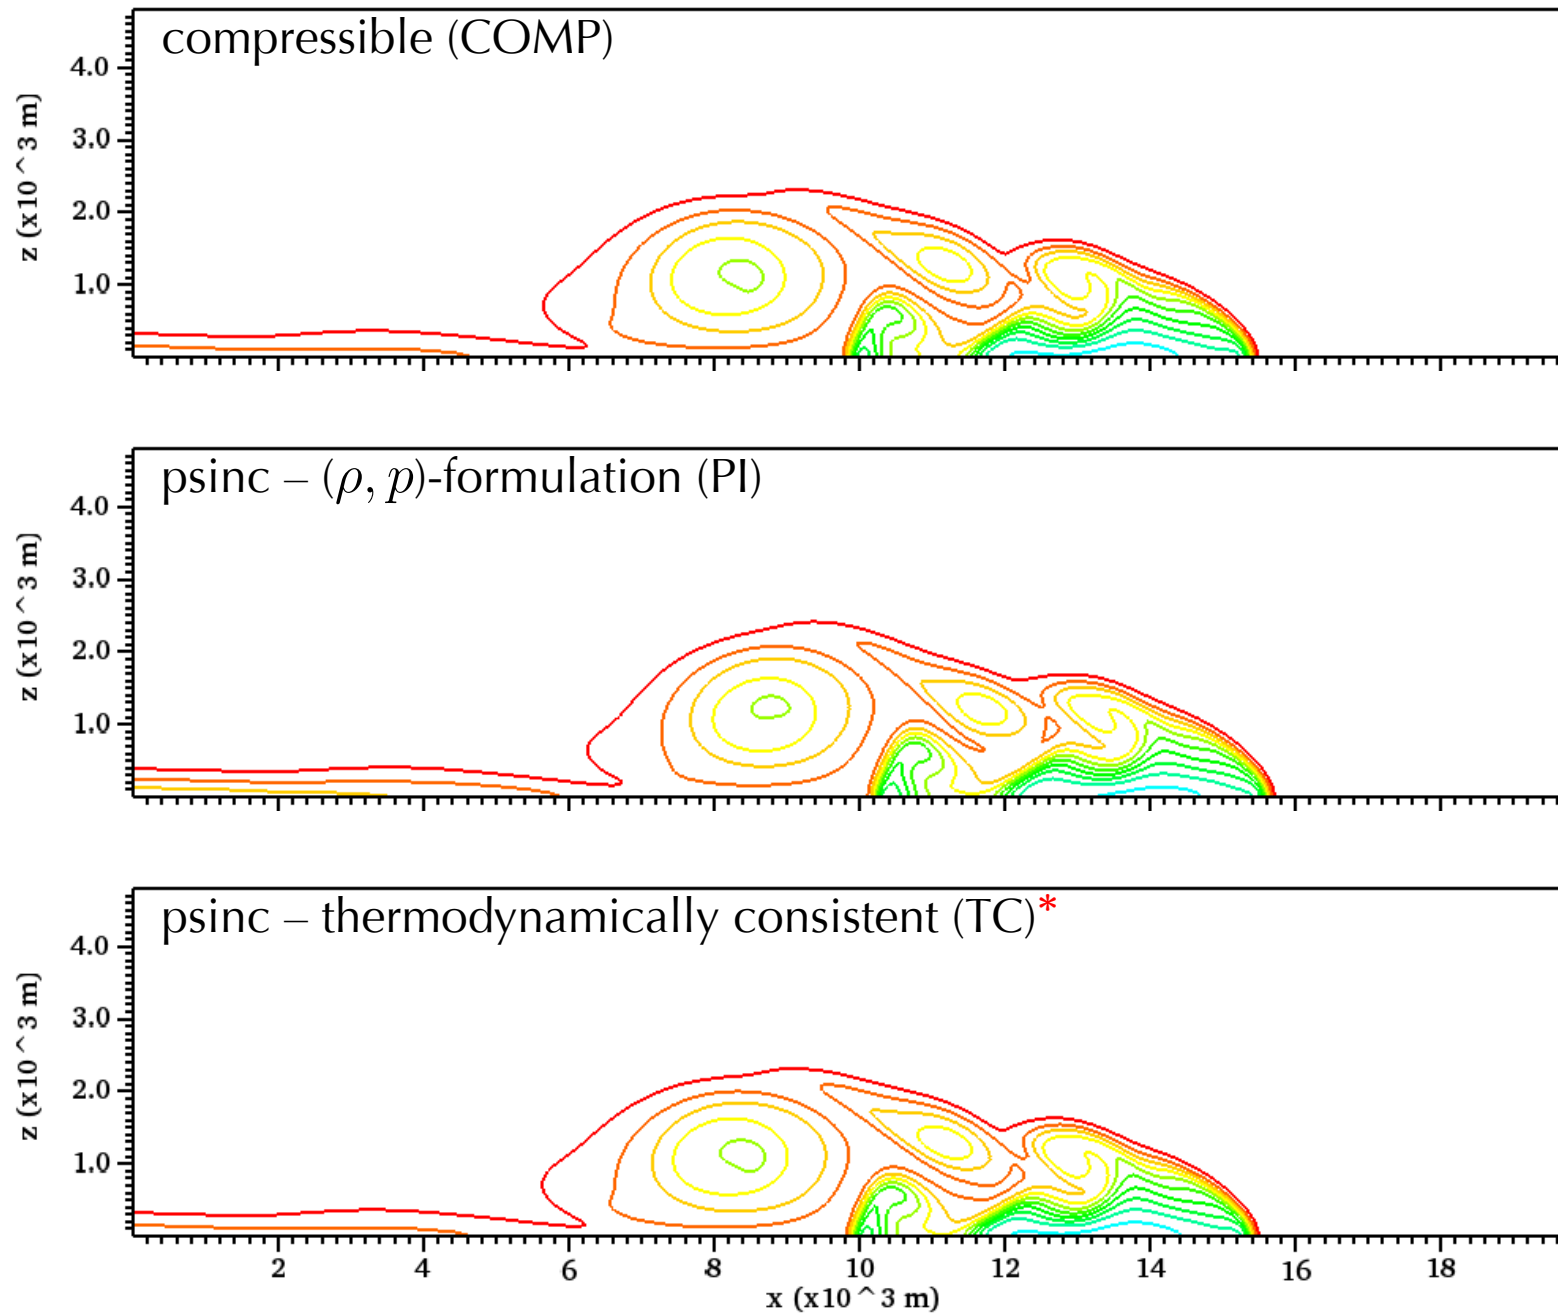 compressible (COMP)
4.0
3.0
2.0
1.0
z (x10 ^ 3 m)
psinc – (ρ, p)-formulation (PI)
4.0
3.0
2.0
1.0
z (x10 ^ 3 m)
psinc – thermodynamically consistent (TC)*
4.0
3.0
2.0
1.0
z (x10 ^ 3 m)
2 4 6 8 10 12 14 16 18
x (x10 ^ 3 m)